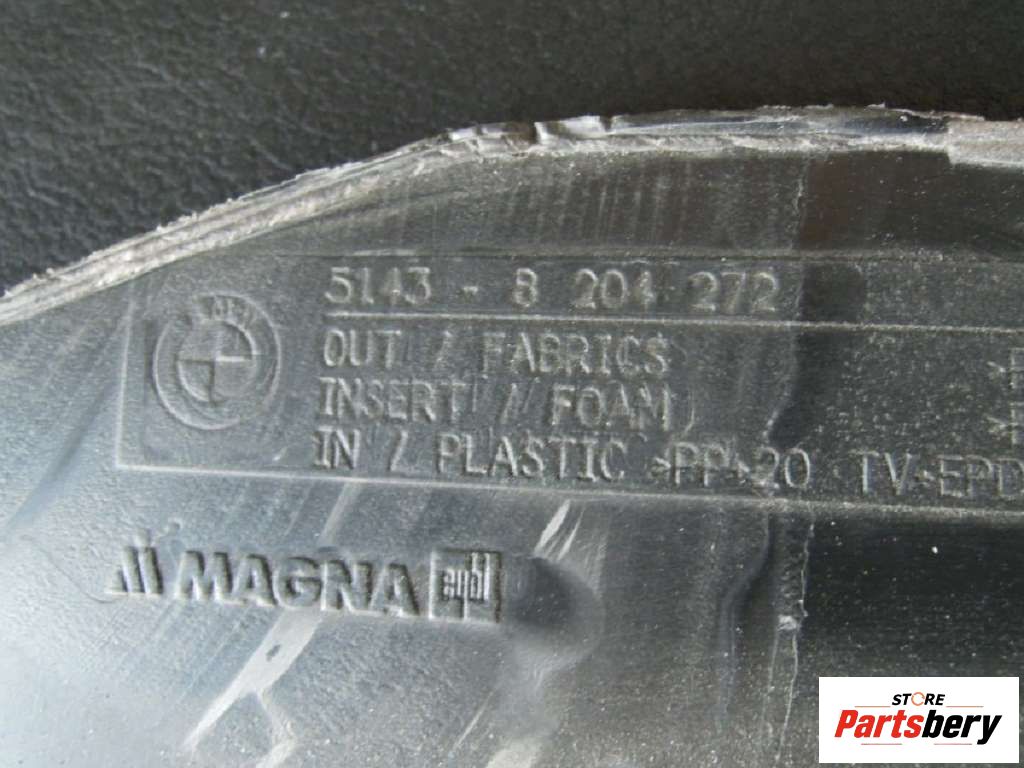 5143 - 8 204 272
OUT / FABRICS
INSERT / FOAM
IN / PLASTIC >PP< 20 TV-EPD
MAGNA
STORE
Partsbery